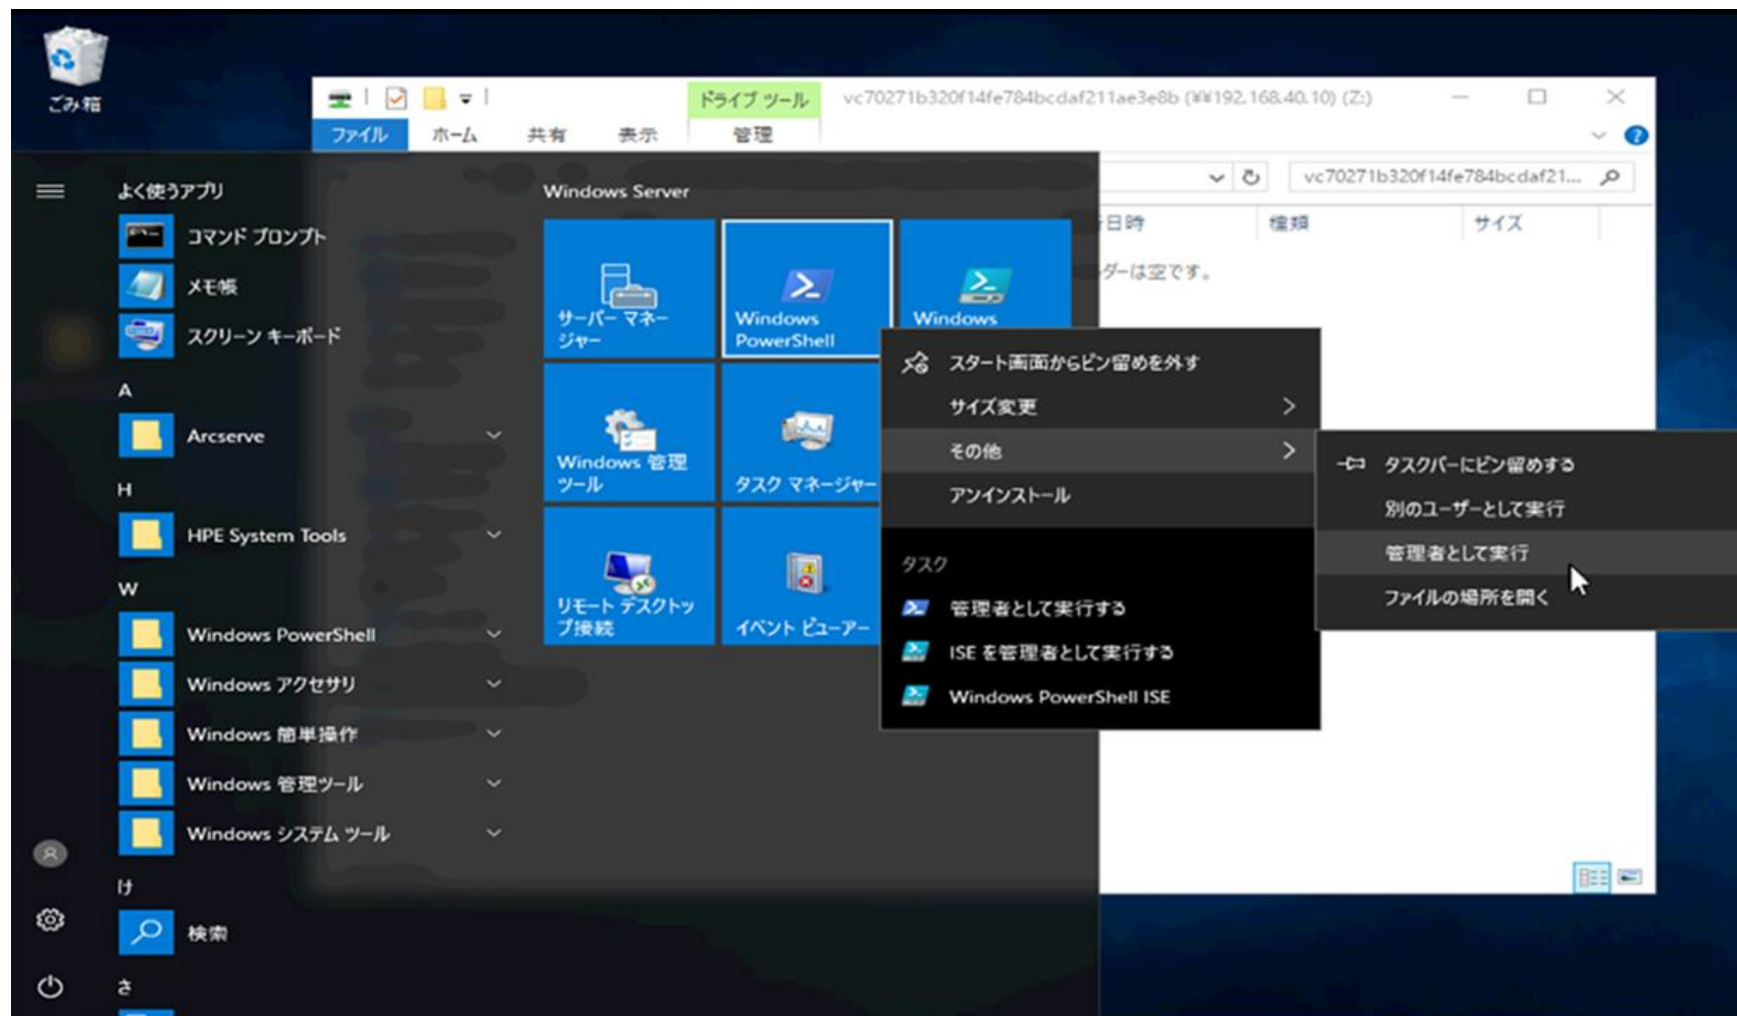 ごみ箱
ドライブ ツール
vc70271b320f14fe784bcdaf211ae3e8b (¥¥192.168.40.10) (Z:)
ファイル
ホーム
共有
表示
管理
vc70271b320f14fe784bcdaf21...
日時
種類
サイズ
ダーは空です。
よく使うアプリ
コマンド プロンプト
メモ帳
スクリーン キーボード
A
Arcserve
H
HPE System Tools
W
Windows PowerShell
Windows アクセサリ
Windows 簡単操作
Windows 管理ツール
Windows システム ツール
け
検索
さ
Windows Server
サーバー マネー
ジャー
Windows
PowerShell
Windows
Windows 管理
ツール
タスク マネージャー
リモート デスクトッ
プ接続
イベント ビューアー
スタート画面からピン留めを外す
サイズ変更
その他
アンインストール
タスク
管理者として実行する
ISE を管理者として実行する
Windows PowerShell ISE
タスクバーにピン留めする
別のユーザーとして実行
管理者として実行
ファイルの場所を開く